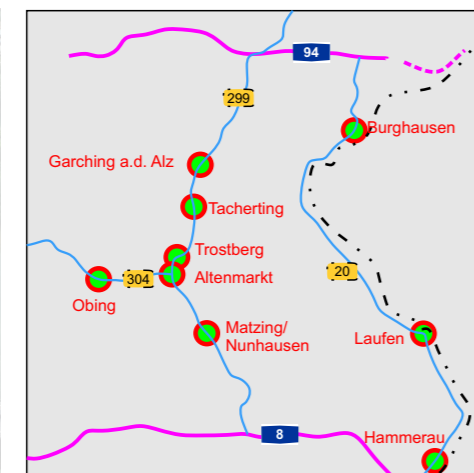 94
299
Burghausen
Garching a.d. Alz
Tacherting
Trostberg
304
Altenmarkt
20
Obing
Matzing/
Nunhausen
Laufen
8
Hammerau